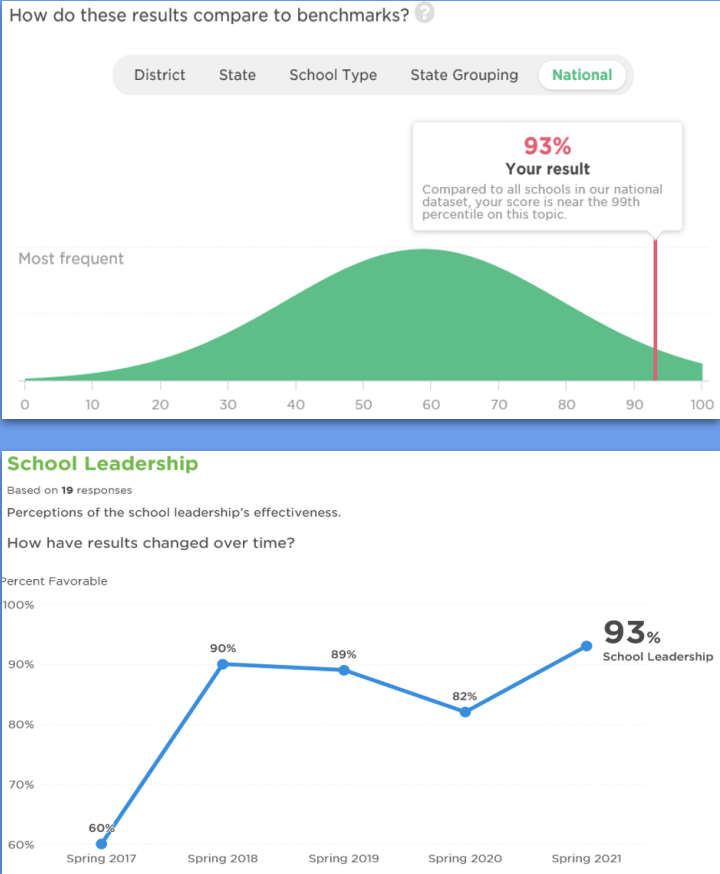 How do these results compare to benchmarks? ?
District State School Type State Grouping National
93%
Your result
Compared to all schools in our national
dataset, your score is near the 99th
percentile on this topic.
Most frequent
0 10 20 30 40 50 60 70 80 90 100
School Leadership
Based on 19 responses
Perceptions of the school leadership's effectiveness.
How have results changed over time?
Percent Favorable
100%
93%
School Leadership
90%
90%
89%
82%
80%
70%
60%
60%
Spring 2017 Spring 2018 Spring 2019 Spring 2020 Spring 2021